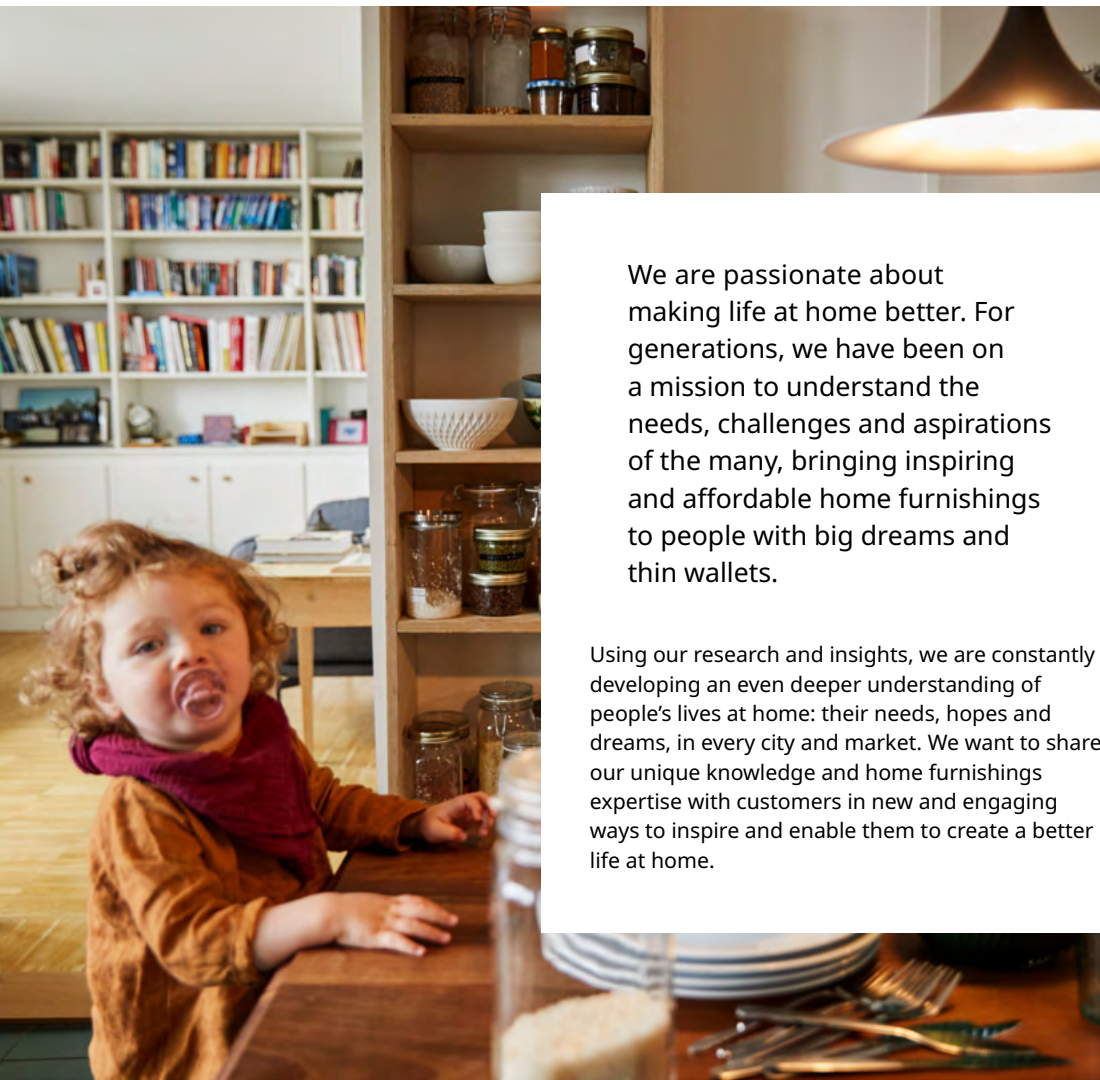 We are passionate about
making life at home better. For
generations, we have been on
a mission to understand the
needs, challenges and aspirations
of the many, bringing inspiring
and affordable home furnishings
to people with big dreams and
thin wallets.
Using our research and insights, we are constantly
developing an even deeper understanding of
people’s lives at home: their needs, hopes and
dreams, in every city and market. We want to share
our unique knowledge and home furnishings
expertise with customers in new and engaging
ways to inspire and enable them to create a better
life at home.